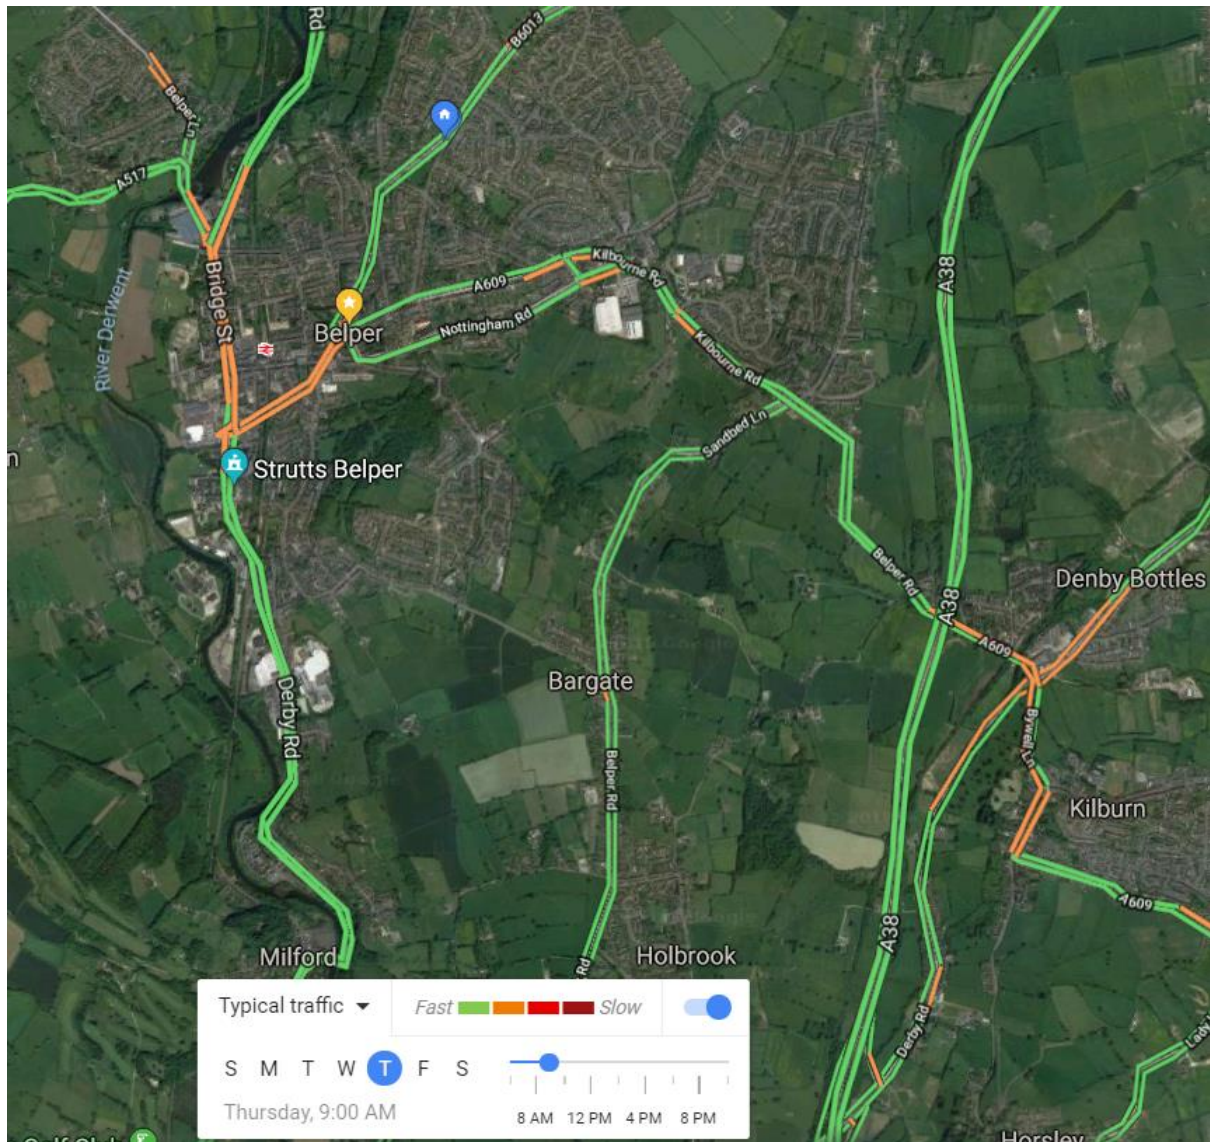 Rd
B6013
Belper Ln
A517
A38
River Derwent
Bridge St
Kilbourne Rd
A609
Nottingham Rd
Belper
Kilbourne Rd
Sandbed Ln
n
Strutts Belper
Belper Rd
Denby Bottles
A38
A609
Bargate
Derby Rd
Bywell Ln
Belper Rd
Kilburn
A609
A38
Milford
Holbrook
Rd
Derby Rd
Lady
Horsley
Typical traffic
Fast Slow
S M T W T F S
8 AM 12 PM 4 PM 8 PM
Thursday, 9:00 AM